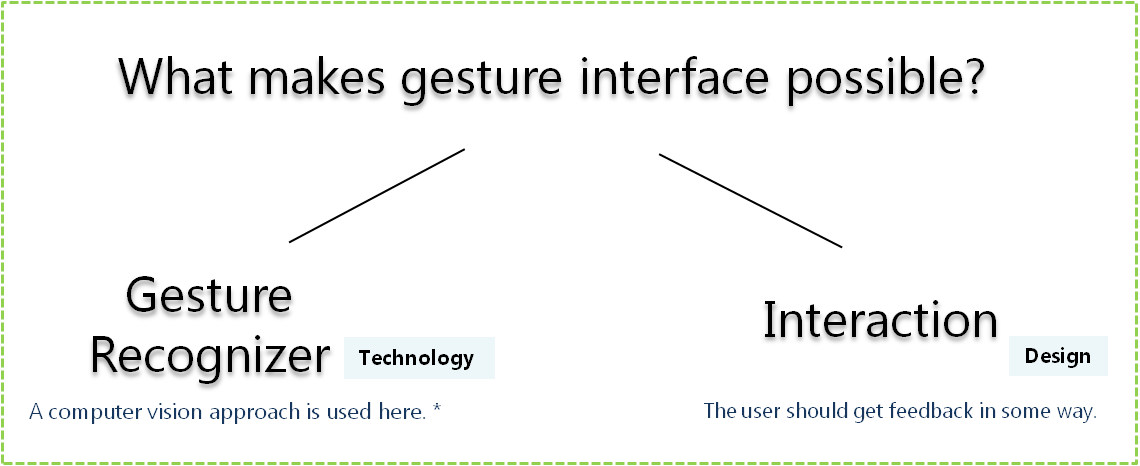 What makes gesture interface possible?
Gesture
Recognizer
Technology
A computer vision approach is used here. *
Interaction
Design
The user should get feedback in some way.